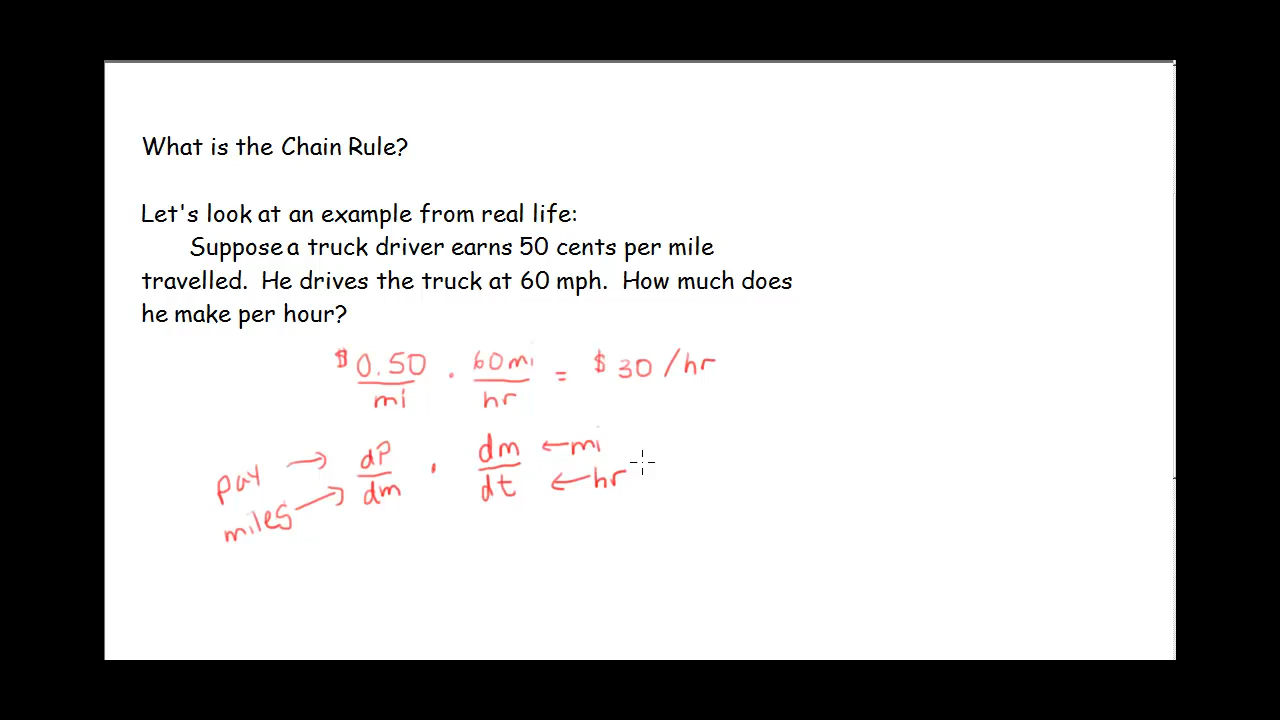 What is the Chain Rule?
Let's look at an example from real life:
Suppose a truck driver earns 50 cents per mile
travelled. He drives the truck at 60 mph. How much does
he make per hour?
$0.50 / mi · 60mi / hr = $30/hr
pay → dP · dm ← mi
miles → dm dt ← hr